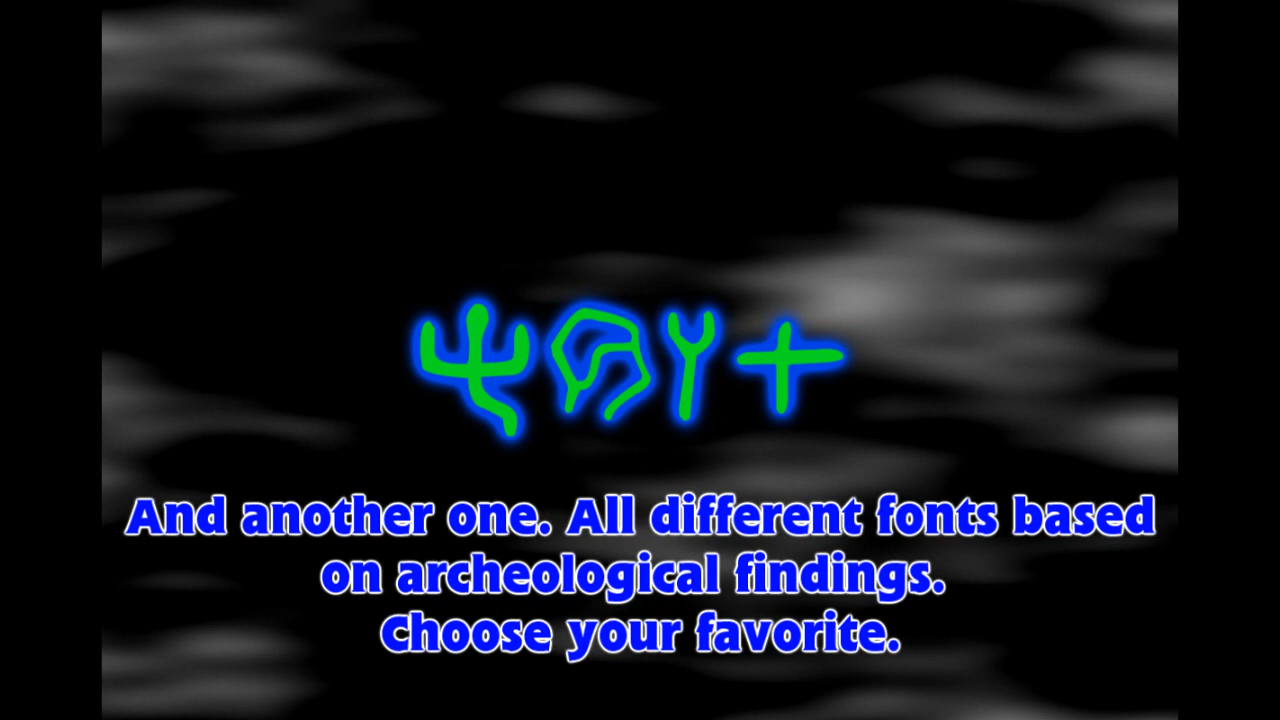 And another one. All different fonts based
on archeological findings.
Choose your favorite.